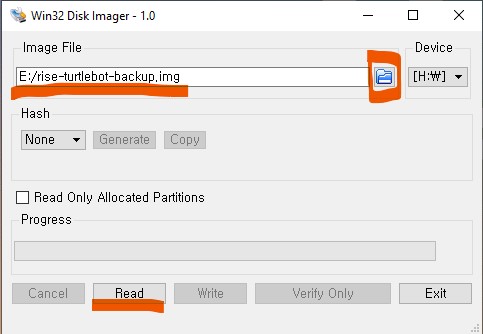 Win32 Disk Imager - 1.0
Image File
Device
E:/rise-turtlebot-backup.img
[H:₩]
Hash
None
Generate
Copy
Read Only Allocated Partitions
Progress
Cancel
Read
Write
Verify Only
Exit